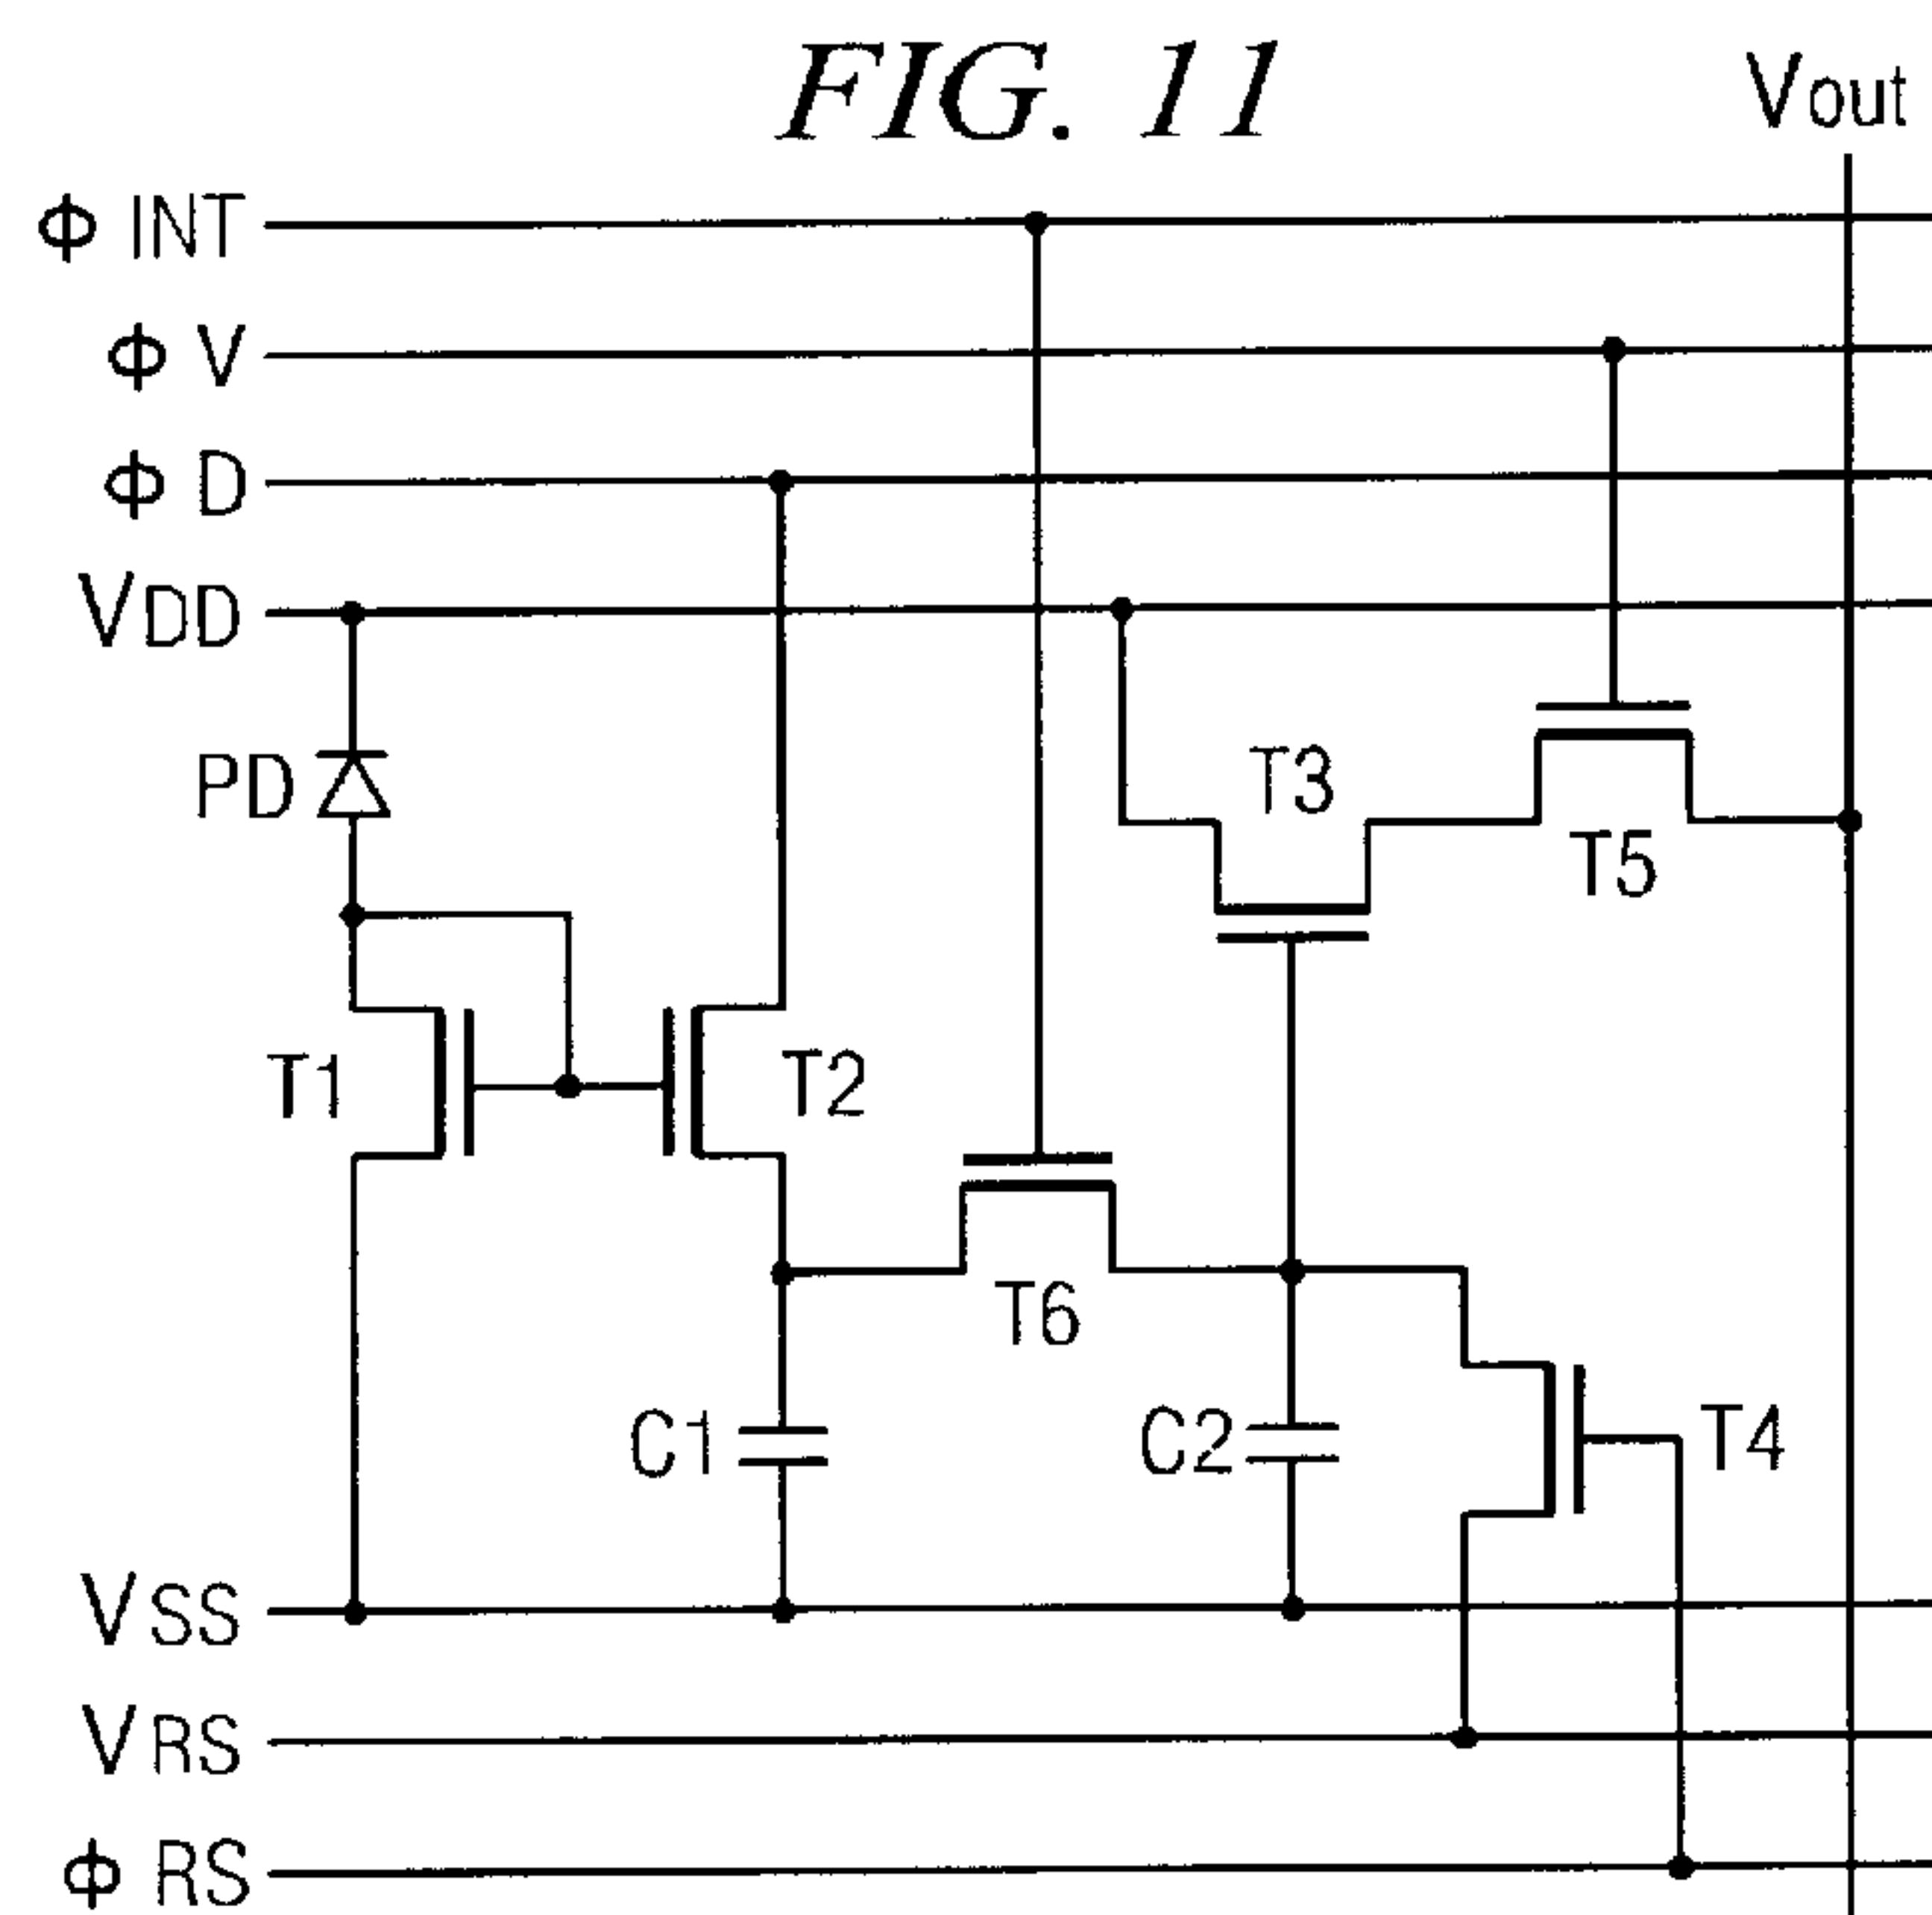 FIG. 11
Vout
Φ INT
Φ V
Φ D
VDD
PD
T3
T5
T1
T2
T6
C1
C2
T4
VSS
VRS
Φ RS